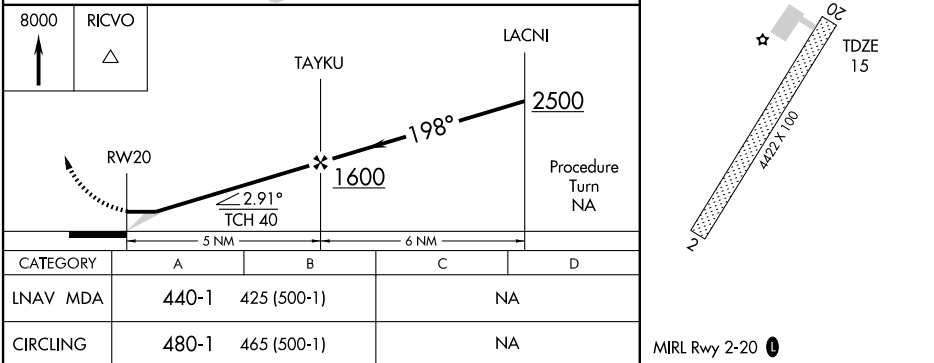 8000 RICVO
LACNI
TAYKU
2500
198°
RW20
1600
Procedure
Turn
NA
2.91°
TCH 40
5 NM 6 NM
CATEGORY A B C D
LNAV MDA 440-1 425 (500-1) NA
CIRCLING 480-1 465 (500-1) NA
20
TDZE
15
4422 X 100
2
MIRL Rwy 2-20 L